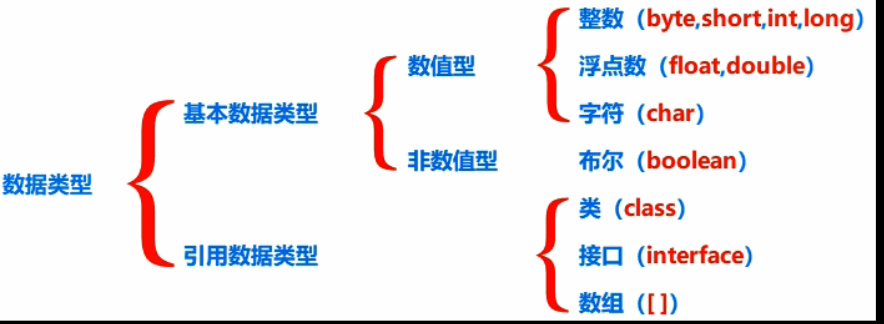 整数（byte,short,int,long）
数值型
浮点数（float,double）
基本数据类型
字符（char）
非数值型
布尔（boolean）
数据类型
类（class）
引用数据类型
接口（interface）
数组（[ ]）